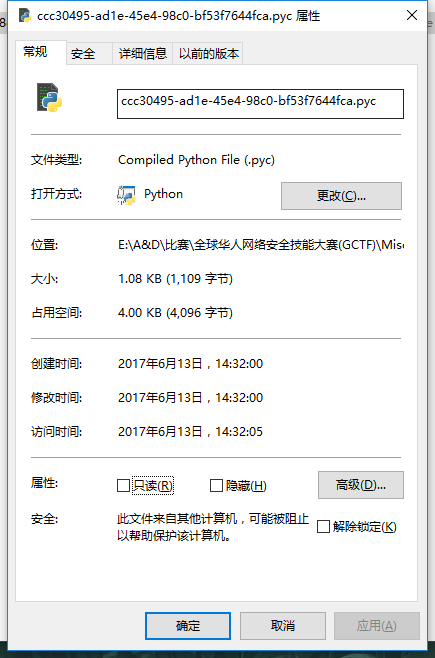 ccc30495-ad1e-45e4-98c0-bf53f7644fca.pyc 属性
常规 安全 详细信息 以前的版本
ccc30495-ad1e-45e4-98c0-bf53f7644fca.pyc
文件类型: Compiled Python File (.pyc)
打开方式: Python 更改(C)...
位置: E:\A&D\比赛\全球华人网络安全技能大赛(GCTF)\Misc
大小: 1.08 KB (1,109 字节)
占用空间: 4.00 KB (4,096 字节)
创建时间: 2017年6月13日，14:32:00
修改时间: 2017年6月13日，14:32:00
访问时间: 2017年6月13日，14:32:05
属性: 只读(R) 隐藏(H) 高级(D)...
安全: 此文件来自其他计算机，可能被阻止
以帮助保护该计算机。 解除锁定(K)
确定 取消 应用(A)